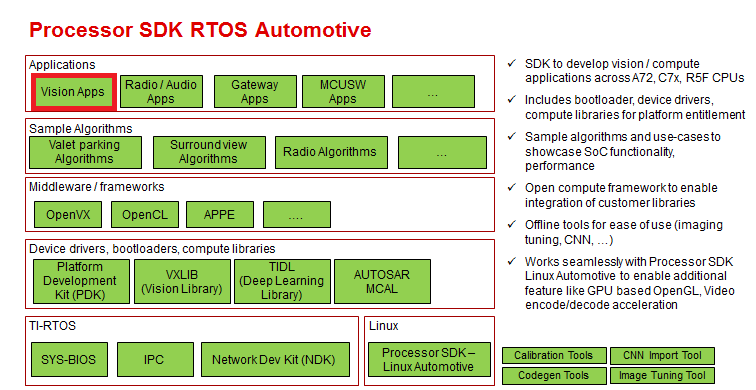 Processor SDK RTOS Automotive
Applications
Vision Apps
Radio / Audio
Apps
Gateway
Apps
MCUSW
Apps
...
Sample Algorithms
Valet parking
Algorithms
Surround view
Algorithms
Radio Algorithms
...
Middleware / frameworks
OpenVX
OpenCL
APPE
....
Device drivers, bootloaders, compute libraries
Platform
Development
Kit (PDK)
VXLIB
(Vision Library)
TIDL
(Deep Learning
Library)
AUTOSAR
MCAL
TI-RTOS
SYS-BIOS
IPC
Network Dev Kit (NDK)
Linux
Processor SDK –
Linux Automotive
✓ SDK to develop vision / compute
applications across A72, C7x, R5F CPUs
✓ Includes bootloader, device drivers,
compute libraries for platform entitlement
✓ Sample algorithms and use-cases to
showcase SoC functionality,
performance
✓ Open compute framework to enable
integration of customer libraries
✓ Offline tools for ease of use (imaging
tuning, CNN, ...)
✓ Works seamlessly with Processor SDK
Linux Automotive to enable additional
feature like GPU based OpenGL, Video
encode/decode acceleration
Calibration Tools
CNN Import Tool
Codegen Tools
Image Tuning Tool